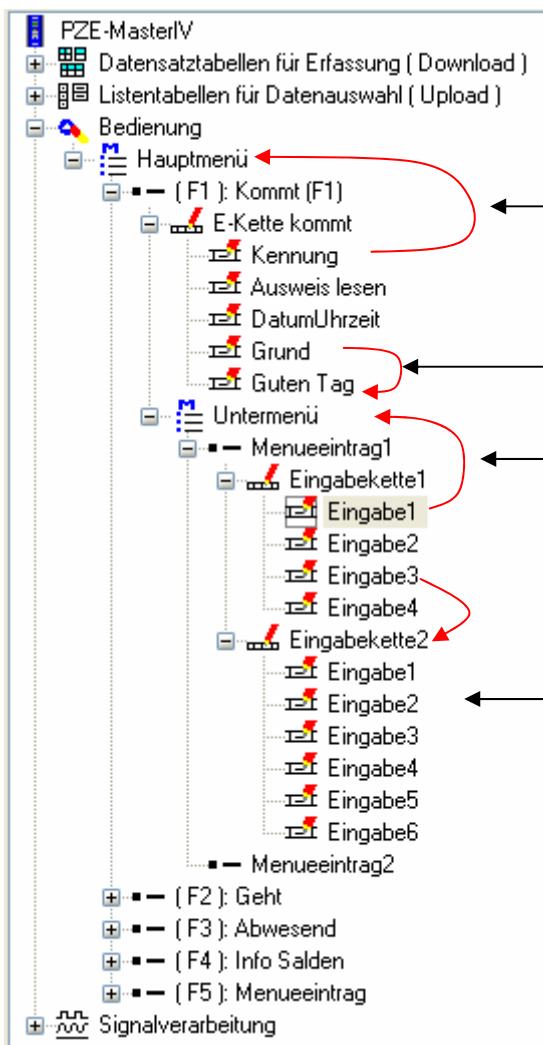 PZE-MasterIV
Datensatztabellen für Erfassung ( Download )
Listentabellen für Datenauswahl ( Upload )
Bedienung
Hauptmenü
( F1 ): Kommt (F1)
E-Kette kommt
Kennung
Ausweis lesen
DatumUhrzeit
Grund
Guten Tag
Untermenü
Menueeintrag1
Eingabekette1
Eingabe1
Eingabe2
Eingabe3
Eingabe4
Eingabekette2
Eingabe1
Eingabe2
Eingabe3
Eingabe4
Eingabe5
Eingabe6
Menueeintrag2
( F2 ): Geht
( F3 ): Abwesend
( F4 ): Info Salden
( F5 ): Menueeintrag
Signalverarbeitung